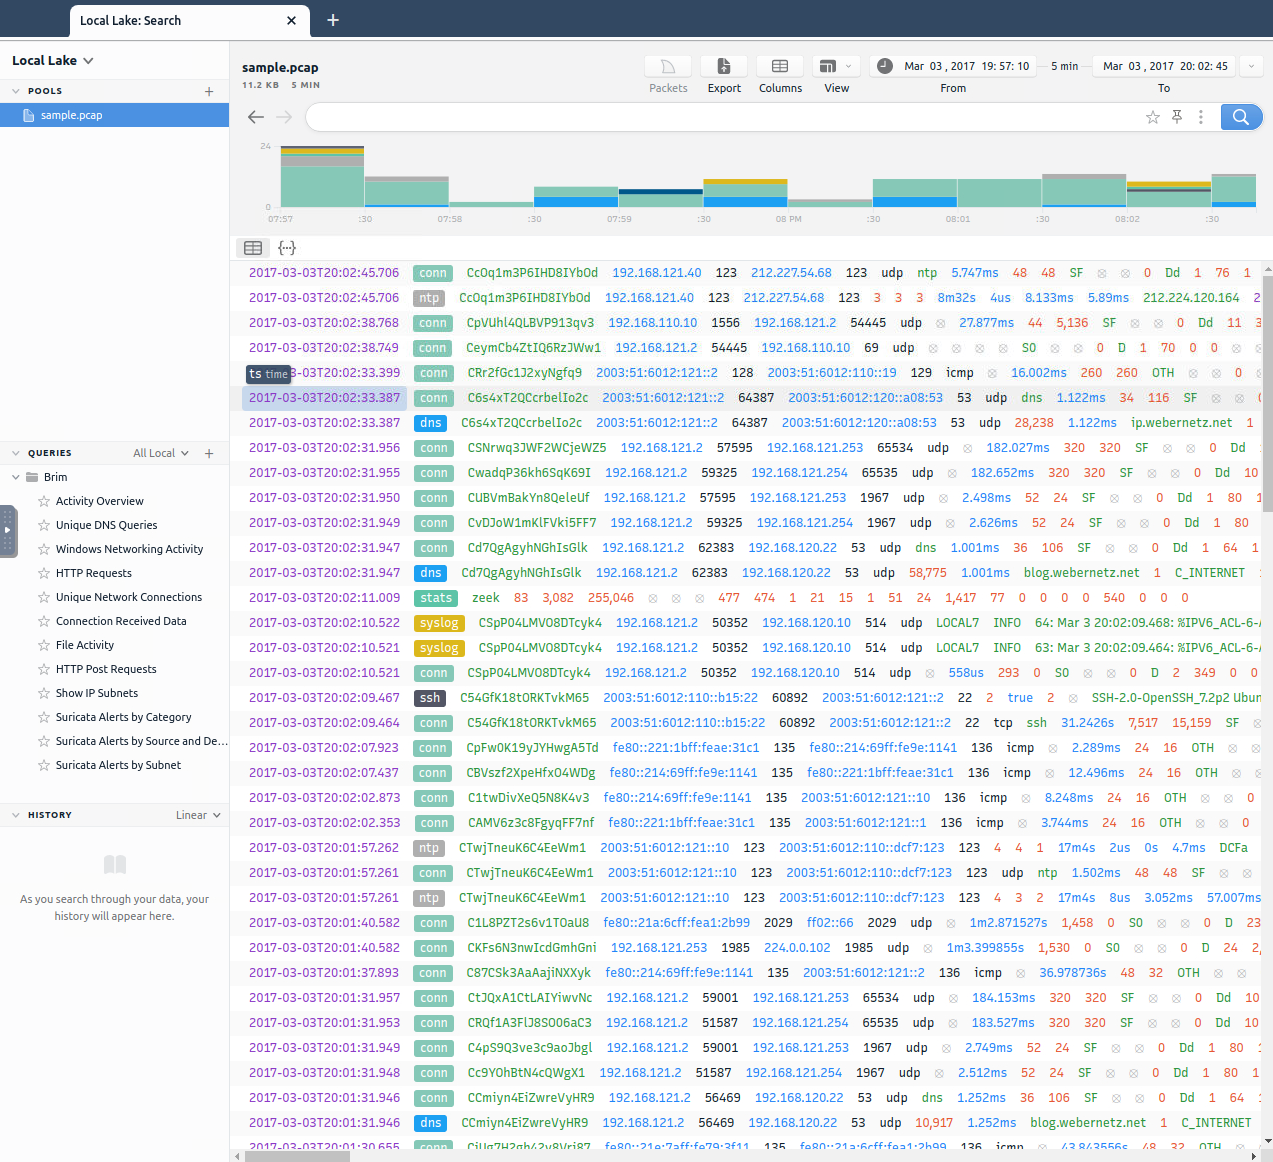 Local Lake: Search
Local Lake
POOLS
sample.pcap
QUERIES All Local
Brim
Activity Overview
Unique DNS Queries
Windows Networking Activity
HTTP Requests
Unique Network Connections
Connection Received Data
File Activity
HTTP Post Requests
Show IP Subnets
Suricata Alerts by Category
Suricata Alerts by Source and De...
Suricata Alerts by Subnet
HISTORY Linear
As you search through your data, your
history will appear here.
sample.pcap
11.2 KB 5 MIN
Packets Export Columns View
Mar 03 , 2017 19: 57: 10 5 min Mar 03 , 2017 20: 02: 45
From To
24
0
07:57 :30 07:58 :30 07:59 :30 08 PM :30 08:01 :30 08:02 :30
2017-03-03T20:02:45.706 conn CcOq1m3P6IHD8IYbOd 192.168.121.40 123 212.227.54.68 123 udp ntp 5.747ms 48 48 SF 0 Dd 1 76 1
2017-03-03T20:02:45.706 ntp CcOq1m3P6IHD8IYbOd 192.168.121.40 123 212.227.54.68 123 3 3 3 8m32s 4us 8.133ms 5.89ms 212.224.120.164 2
2017-03-03T20:02:38.768 conn CpVUhl4QLBVP913qv3 192.168.110.10 1556 192.168.121.2 54445 udp 27.877ms 44 5,136 SF 0 Dd 11 3
2017-03-03T20:02:38.749 conn CeymCb4ZtIQ6RzJWw1 192.168.121.2 54445 192.168.110.10 69 udp S0 0 D 1 70 0 0
ts time :02:33.399 conn CRr2fGc1J2xyNgfq9 2003:51:6012:121::2 128 2003:51:6012:110::19 129 icmp 16.002ms 260 260 OTH 0
2017-03-03T20:02:33.387 conn C6s4xT2QCcrbelIo2c 2003:51:6012:121::2 64387 2003:51:6012:120::a08:53 53 udp dns 1.122ms 34 116 SF 0
2017-03-03T20:02:33.387 dns C6s4xT2QCcrbelIo2c 2003:51:6012:121::2 64387 2003:51:6012:120::a08:53 53 udp 28,238 1.122ms ip.webernetz.net 1
2017-03-03T20:02:31.956 conn CSNrwq3JWF2WCjeWZ5 192.168.121.2 57595 192.168.121.253 65534 udp 182.027ms 320 320 SF 0 Dd
2017-03-03T20:02:31.955 conn CwadqP36kh6SqK69I 192.168.121.2 59325 192.168.121.254 65535 udp 182.652ms 320 320 SF 0 Dd 10
2017-03-03T20:02:31.950 conn CUBVmBakYn8QeleUf 192.168.121.2 57595 192.168.121.253 1967 udp 2.498ms 52 24 SF 0 Dd 1 80 1
2017-03-03T20:02:31.949 conn CvDJoW1mKlFVki5FF7 192.168.121.2 59325 192.168.121.254 1967 udp 2.626ms 52 24 SF 0 Dd 1 80
2017-03-03T20:02:31.947 conn Cd7QgAgyhNGhIsGlk 192.168.121.2 62383 192.168.120.22 53 udp dns 1.001ms 36 106 SF 0 Dd 1 64 1
2017-03-03T20:02:31.947 dns Cd7QgAgyhNGhIsGlk 192.168.121.2 62383 192.168.120.22 53 udp 58,775 1.001ms blog.webernetz.net 1 C_INTERNET
2017-03-03T20:02:11.009 stats zeek 83 3,082 255,046 477 474 1 21 15 1 51 24 1,417 77 0 0 0 0 540 0 0 0
2017-03-03T20:02:10.522 syslog CSpP04LMVO8DTcyk4 192.168.121.2 50352 192.168.120.10 514 udp LOCAL7 INFO 64: Mar 3 20:02:09.468: %IPV6_ACL-6-A
2017-03-03T20:02:10.521 syslog CSpP04LMVO8DTcyk4 192.168.121.2 50352 192.168.120.10 514 udp LOCAL7 INFO 63: Mar 3 20:02:09.464: %IPV6_ACL-6-A
2017-03-03T20:02:10.521 conn CSpP04LMVO8DTcyk4 192.168.121.2 50352 192.168.120.10 514 udp 558us 293 0 S0 0 D 2 349 0 0
2017-03-03T20:02:09.467 ssh C54GfK18tORKTvkM65 2003:51:6012:110::b15:22 60892 2003:51:6012:121::2 22 2 true 2 SSH-2.0-OpenSSH_7.2p2 Ubun
2017-03-03T20:02:09.464 conn C54GfK18tORKTvkM65 2003:51:6012:110::b15:22 60892 2003:51:6012:121::2 22 tcp ssh 31.2426s 7,517 15,159 SF
2017-03-03T20:02:07.923 conn CpFwOK19yJYHwgA5Td fe80::221:1bff:feae:31c1 135 fe80::214:69ff:fe9e:1141 136 icmp 2.289ms 24 16 OTH
2017-03-03T20:02:07.437 conn CBVszf2XpeHfxO4WDg fe80::214:69ff:fe9e:1141 135 fe80::221:1bff:feae:31c1 136 icmp 12.496ms 24 16 OTH
2017-03-03T20:02:02.873 conn C1twDivXeQ5N8K4v3 fe80::214:69ff:fe9e:1141 135 2003:51:6012:121::10 136 icmp 8.248ms 24 16 OTH 0
2017-03-03T20:02:02.353 conn CAMV6z3c8FgyqFF7nf fe80::221:1bff:feae:31c1 135 2003:51:6012:121::1 136 icmp 3.744ms 24 16 OTH 0
2017-03-03T20:01:57.262 ntp CTwjTneuK6C4EeWm1 2003:51:6012:121::10 123 2003:51:6012:110::dcf7:123 123 4 4 1 17m4s 2us 0s 4.7ms DCFa
2017-03-03T20:01:57.261 conn CTwjTneuK6C4EeWm1 2003:51:6012:121::10 123 2003:51:6012:110::dcf7:123 123 udp ntp 1.502ms 48 48 SF
2017-03-03T20:01:57.261 ntp CTwjTneuK6C4EeWm1 2003:51:6012:121::10 123 2003:51:6012:110::dcf7:123 123 4 3 2 17m4s 8us 3.052ms 57.007ms
2017-03-03T20:01:40.582 conn C1L8PZT2s6v1TOaU8 fe80::21a:6cff:fea1:2b99 2029 ff02::66 2029 udp 1m2.871527s 1,458 0 S0 0 D 23
2017-03-03T20:01:40.582 conn CKFs6N3nwIcdGmhGni 192.168.121.253 1985 224.0.0.102 1985 udp 1m3.399855s 1,530 0 S0 0 D 24 2,
2017-03-03T20:01:37.893 conn C87CSk3AaAajiNXXyk fe80::214:69ff:fe9e:1141 135 2003:51:6012:121::2 136 icmp 36.978736s 48 32 OTH
2017-03-03T20:01:31.957 conn CtJQxA1CtLAIYiwvNc 192.168.121.2 59001 192.168.121.253 65534 udp 184.153ms 320 320 SF 0 Dd 10
2017-03-03T20:01:31.953 conn CRQf1A3FlJ8SO06aC3 192.168.121.2 51587 192.168.121.254 65535 udp 183.527ms 320 320 SF 0 Dd 10
2017-03-03T20:01:31.949 conn C4pS9Q3ve3c9aoJbgl 192.168.121.2 59001 192.168.121.253 1967 udp 2.749ms 52 24 SF 0 Dd 1 80 1
2017-03-03T20:01:31.948 conn Cc9YOhBtN4cQWgX1 192.168.121.2 51587 192.168.121.254 1967 udp 2.512ms 52 24 SF 0 Dd 1 80 1
2017-03-03T20:01:31.946 conn CCmiyn4EiZwreVyHR9 192.168.121.2 56469 192.168.120.22 53 udp dns 1.252ms 36 106 SF 0 Dd 1 64 1
2017-03-03T20:01:31.946 dns CCmiyn4EiZwreVyHR9 192.168.121.2 56469 192.168.120.22 53 udp 10,917 1.252ms blog.webernetz.net 1 C_INTERNET
2017-03-03T20:01:30.655 conn fe80::21e:7aff:fe79:3f11 135 fe80::21a:6cff:fea1:2b99 136 icmp 43.843556s 48 32 OTH